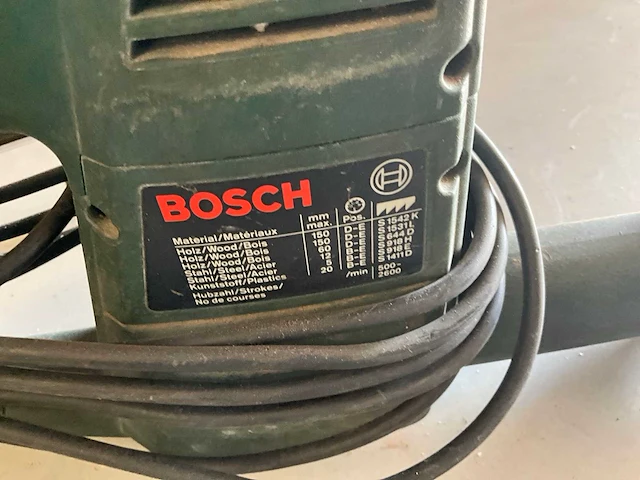 BOSCH
Material/Matériaux mm max. Pos.
Holz/Wood/Bois 150 D-E S 1542 K
Holz/Wood/Bois 150 D-E S 1531 L
Holz/Wood/Bois 60 S 644 D
Stahl/Steel/Acier 12 S 918 H
Stahl/Steel/Acier 5 S 918 E
Kunststoff/Plastics 20 S 1411 D
Hubzahl/Strokes/ /min 500-
No de courses 2600